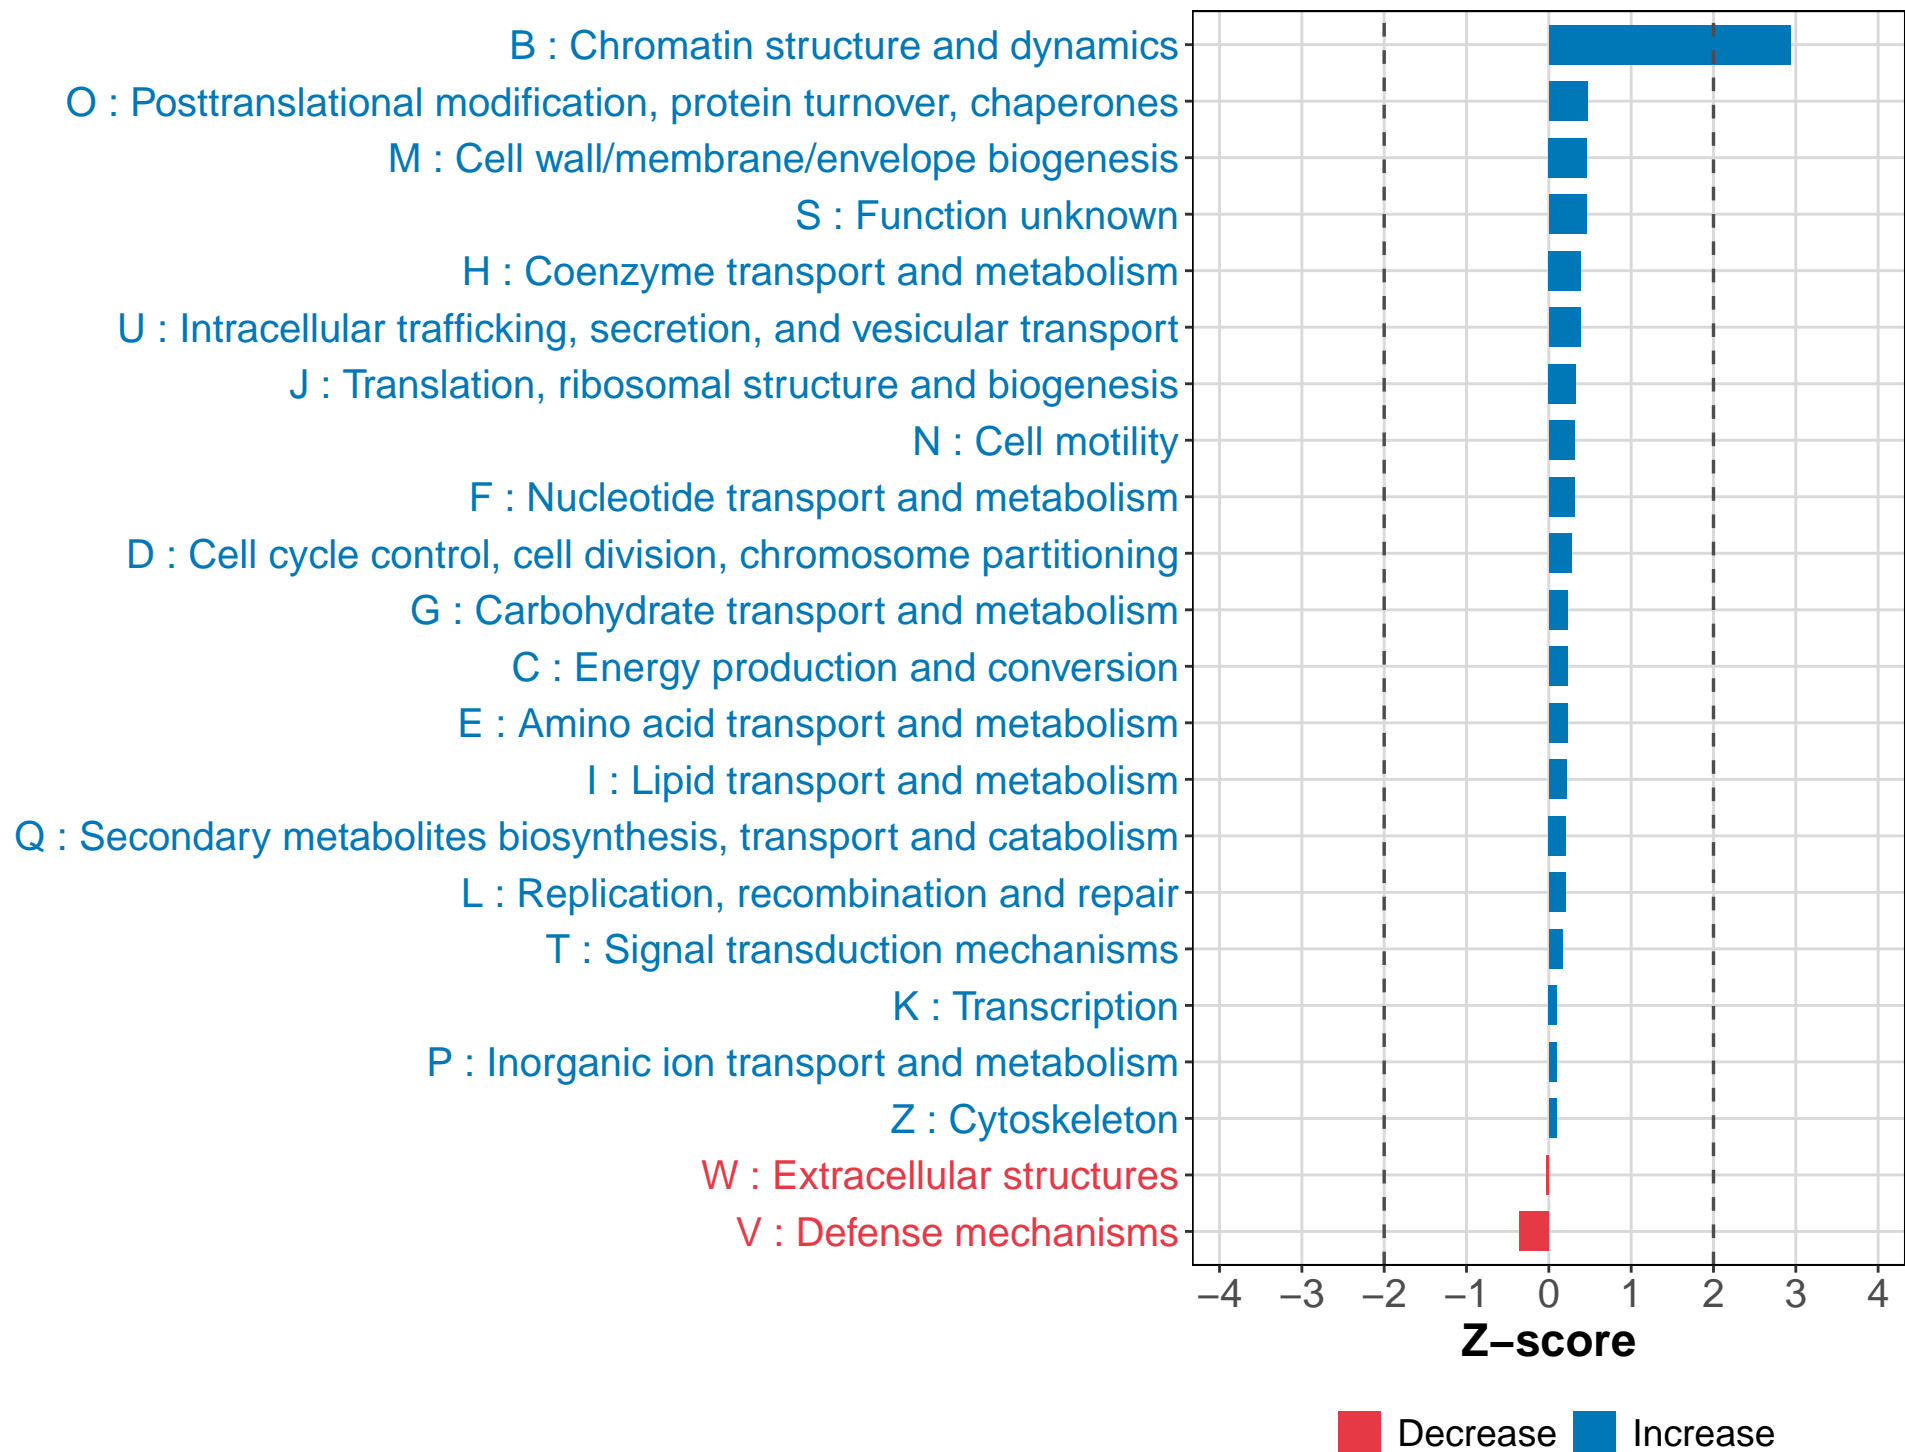 B : Chromatin structure and dynamics
O : Posttranslational modification, protein turnover, chaperones
M : Cell wall/membrane/envelope biogenesis
S : Function unknown
H : Coenzyme transport and metabolism
U : Intracellular trafficking, secretion, and vesicular transport
J : Translation, ribosomal structure and biogenesis
N : Cell motility
F : Nucleotide transport and metabolism
D : Cell cycle control, cell division, chromosome partitioning
G : Carbohydrate transport and metabolism
C : Energy production and conversion
E : Amino acid transport and metabolism
I : Lipid transport and metabolism
Q : Secondary metabolites biosynthesis, transport and catabolism
L : Replication, recombination and repair
T : Signal transduction mechanisms
K : Transcription
P : Inorganic ion transport and metabolism
Z : Cytoskeleton
W : Extracellular structures
V : Defense mechanisms
−4 −3 −2 −1 0 1 2 3 4
Z−score
Decrease Increase